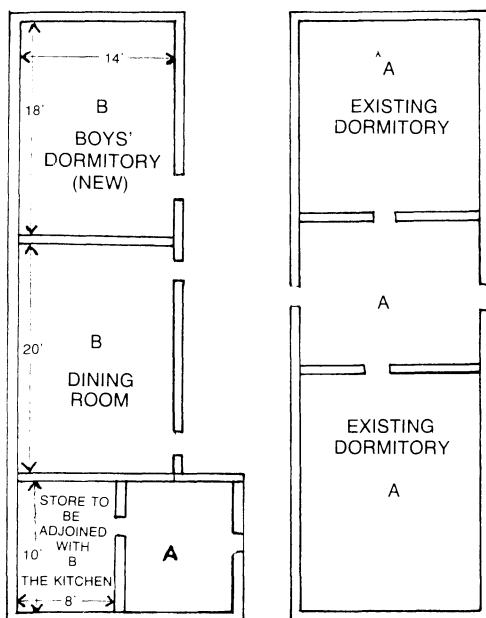 14'
18'
B
BOYS'
DORMITORY
(NEW)
20'
B
DINING
ROOM
STORE TO
BE
ADJOINED
WITH
B
THE KITCHEN
10'
8'
A
A
EXISTING
DORMITORY
A
EXISTING
DORMITORY
A